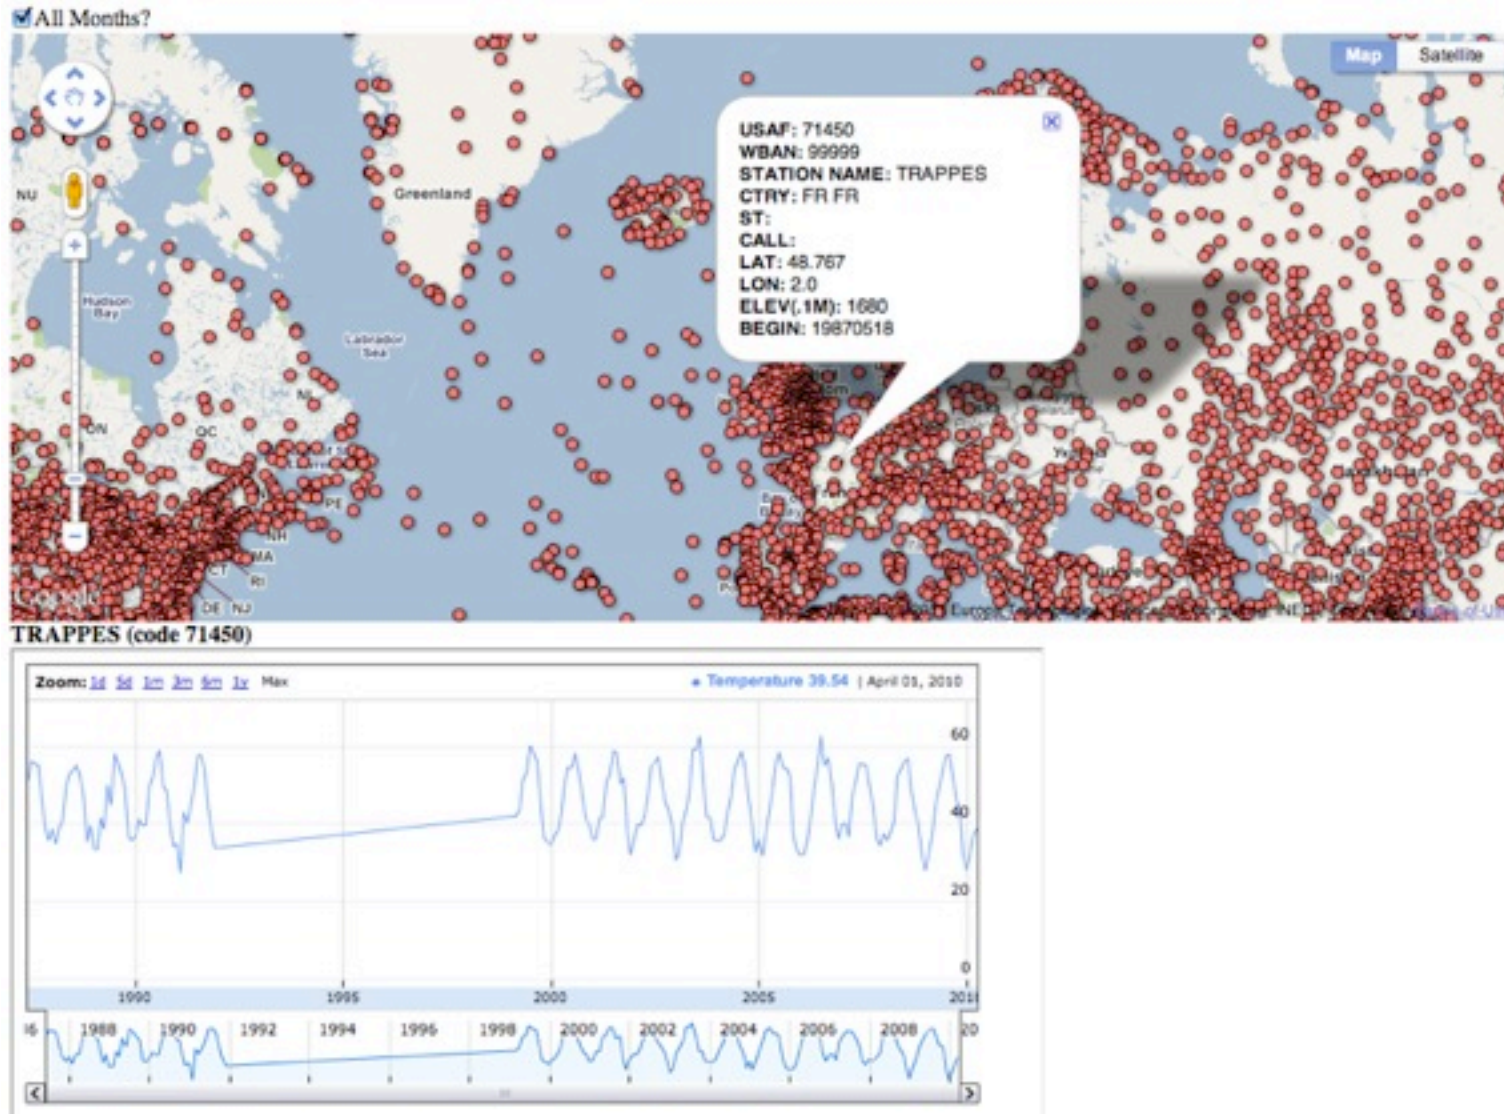 All Months?
Map Satellite
USAF: 71450
WBAN: 99999
STATION NAME: TRAPPES
CTRY: FR FR
ST:
CALL:
LAT: 48.767
LON: 2.0
ELEV(.1M): 1680
BEGIN: 19870518
NU
Greenland
Hudson
Bay
Labrador
Sea
ON
QC
PE
NH
MA
CT
RI
DE NJ
TRAPPES (code 71450)
Zoom: 1d 5d 1m 3m 6m 1y Max
Temperature 39.54 | April 01, 2010
60
40
20
0
1990 1995 2000 2005
1988 1990 1992 1994 1996 1998 2000 2002 2004 2006 2008 20